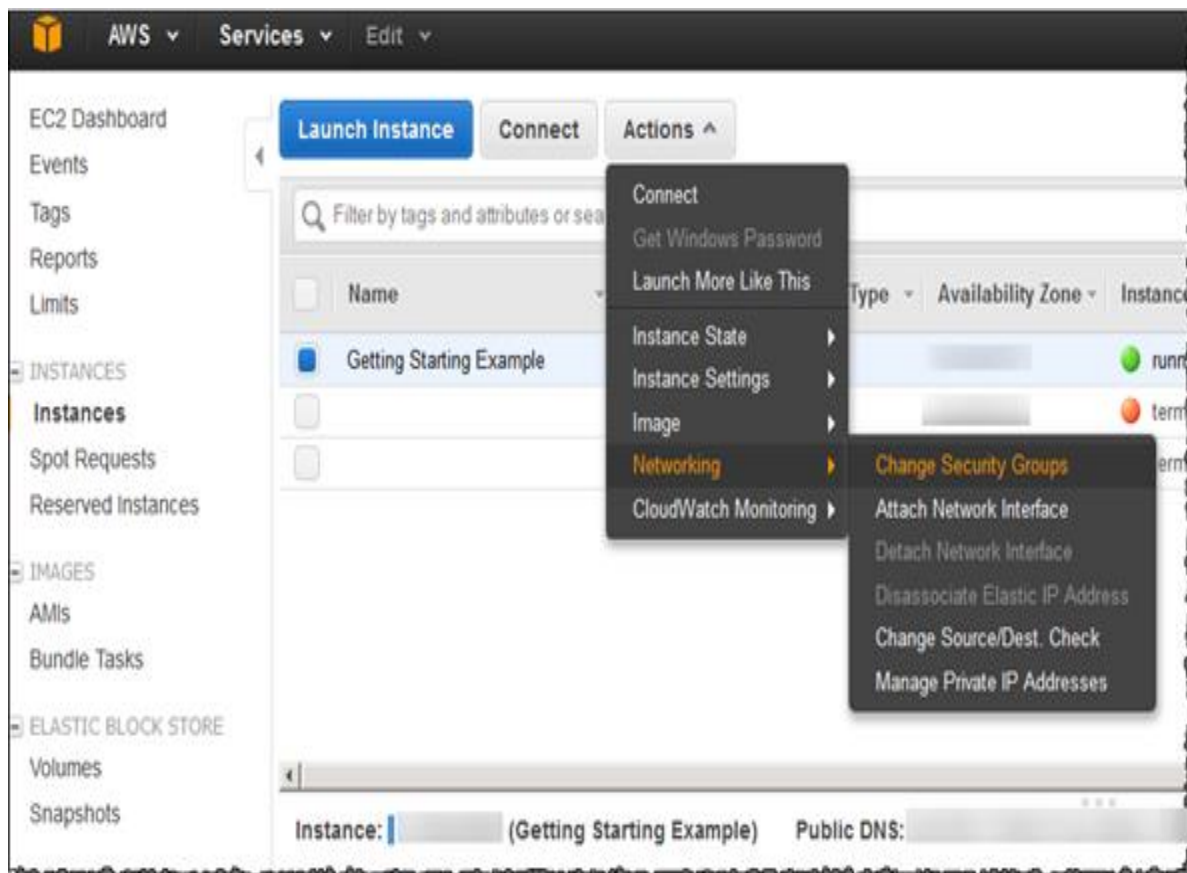 AWS Services Edit
EC2 Dashboard
Events
Tags
Reports
Limits
INSTANCES
Instances
Spot Requests
Reserved Instances
IMAGES
AMIs
Bundle Tasks
ELASTIC BLOCK STORE
Volumes
Snapshots
Launch Instance Connect Actions
Filter by tags and attributes or sea
Name Type Availability Zone Instance
Getting Starting Example runn
term
erm
Connect
Get Windows Password
Launch More Like This
Instance State
Instance Settings
Image
Networking
CloudWatch Monitoring
Change Security Groups
Attach Network Interface
Detach Network Interface
Disassociate Elastic IP Address
Change Source/Dest. Check
Manage Private IP Addresses
Instance: (Getting Starting Example) Public DNS: